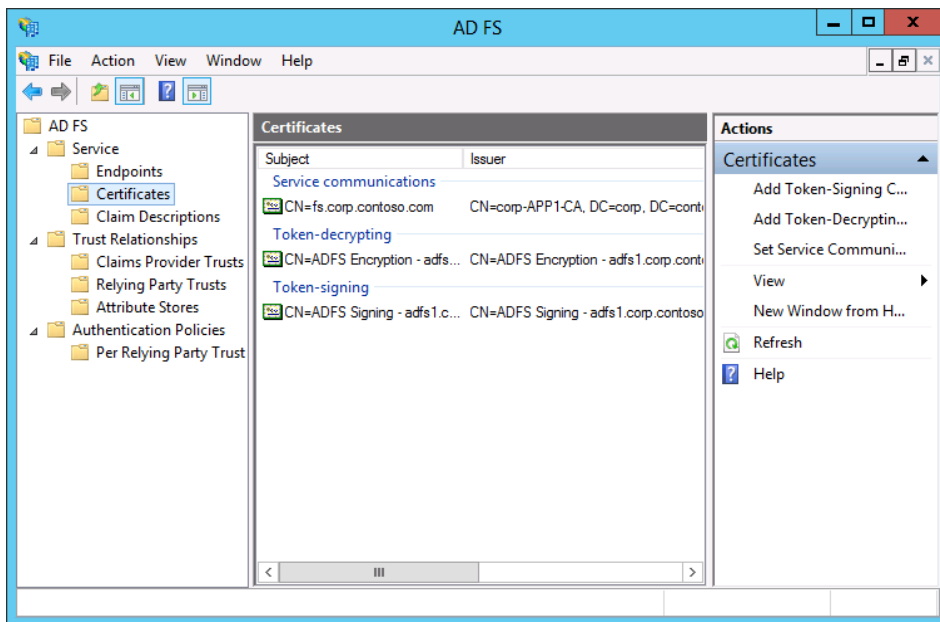 AD FS
File Action View Window Help
AD FS
Service
Endpoints
Certificates
Claim Descriptions
Trust Relationships
Claims Provider Trusts
Relying Party Trusts
Attribute Stores
Authentication Policies
Per Relying Party Trust
Certificates
Subject Issuer
Service communications
CN=fs.corp.contoso.com CN=corp-APP1-CA, DC=corp, DC=cont
Token-decrypting
CN=ADFS Encryption - adfs... CN=ADFS Encryption - adfs1.corp.cont
Token-signing
CN=ADFS Signing - adfs1.c... CN=ADFS Signing - adfs1.corp.contoso
Actions
Certificates
Add Token-Signing C...
Add Token-Decryptin...
Set Service Communi...
View
New Window from H...
Refresh
Help